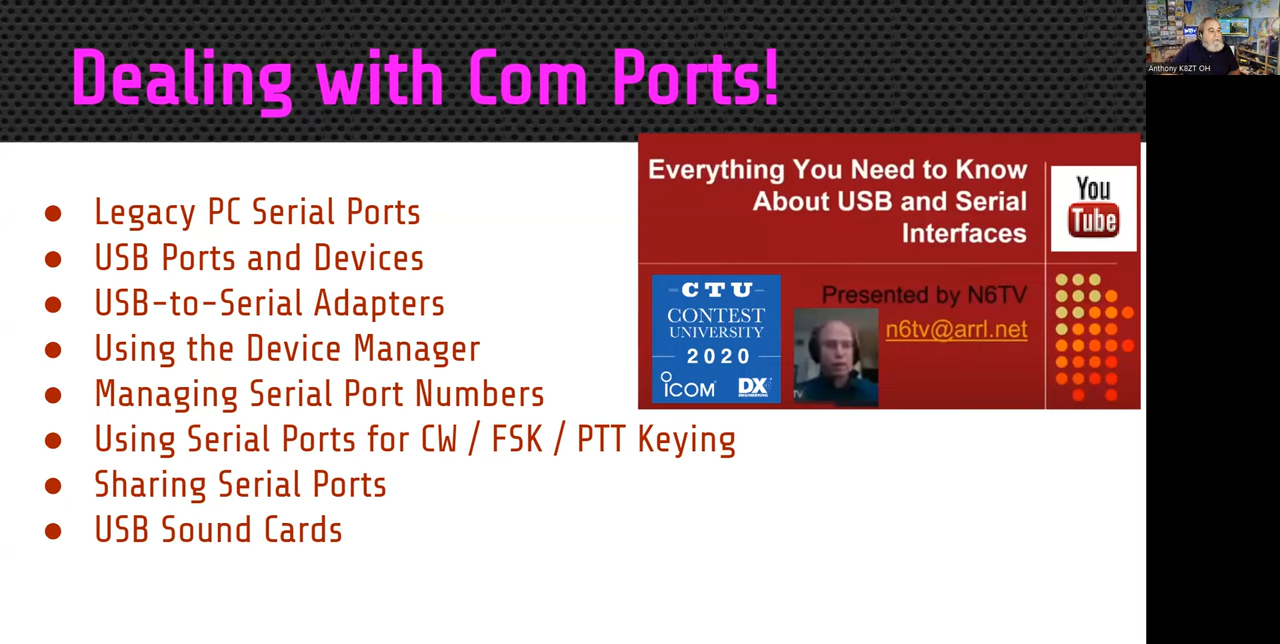 Dealing with Com Ports!
Anthony K8ZT OH
Everything You Need to Know
About USB and Serial
Interfaces
You
Tube
Presented by N6TV
n6tv@arrl.net
CTU
CONTEST
UNIVERSITY
2020
ICOM
DX
ENGINEERING
● Legacy PC Serial Ports
● USB Ports and Devices
● USB-to-Serial Adapters
● Using the Device Manager
● Managing Serial Port Numbers
● Using Serial Ports for CW / FSK / PTT Keying
● Sharing Serial Ports
● USB Sound Cards